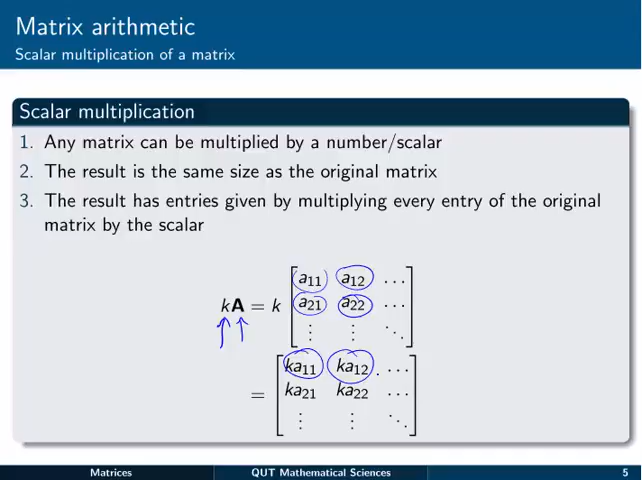 Matrix arithmetic
Scalar multiplication of a matrix
Scalar multiplication
1. Any matrix can be multiplied by a number/scalar
2. The result is the same size as the original matrix
3. The result has entries given by multiplying every entry of the original
matrix by the scalar
kA = k [a₁₁ a₁₂ ⋯
a₂₁ a₂₂ ⋯
⋮ ⋮ ⋱]
= [ka₁₁ ka₁₂ ⋯
ka₂₁ ka₂₂ ⋯
⋮ ⋮ ⋱]
Matrices QUT Mathematical Sciences 5